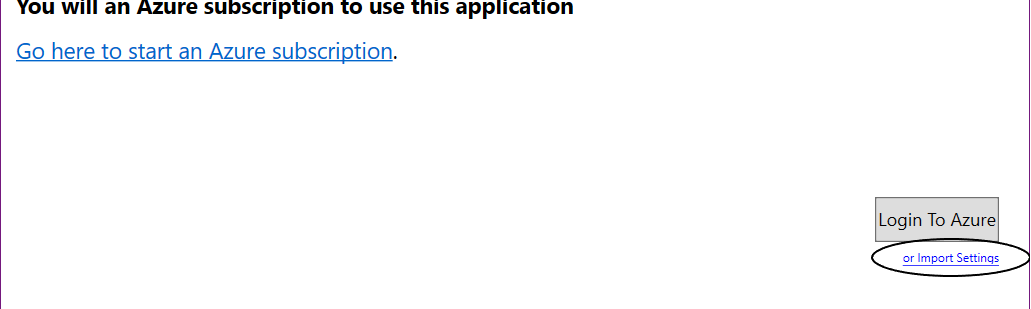 You will an Azure subscription to use this application
Go here to start an Azure subscription.
Login To Azure
or Import Settings